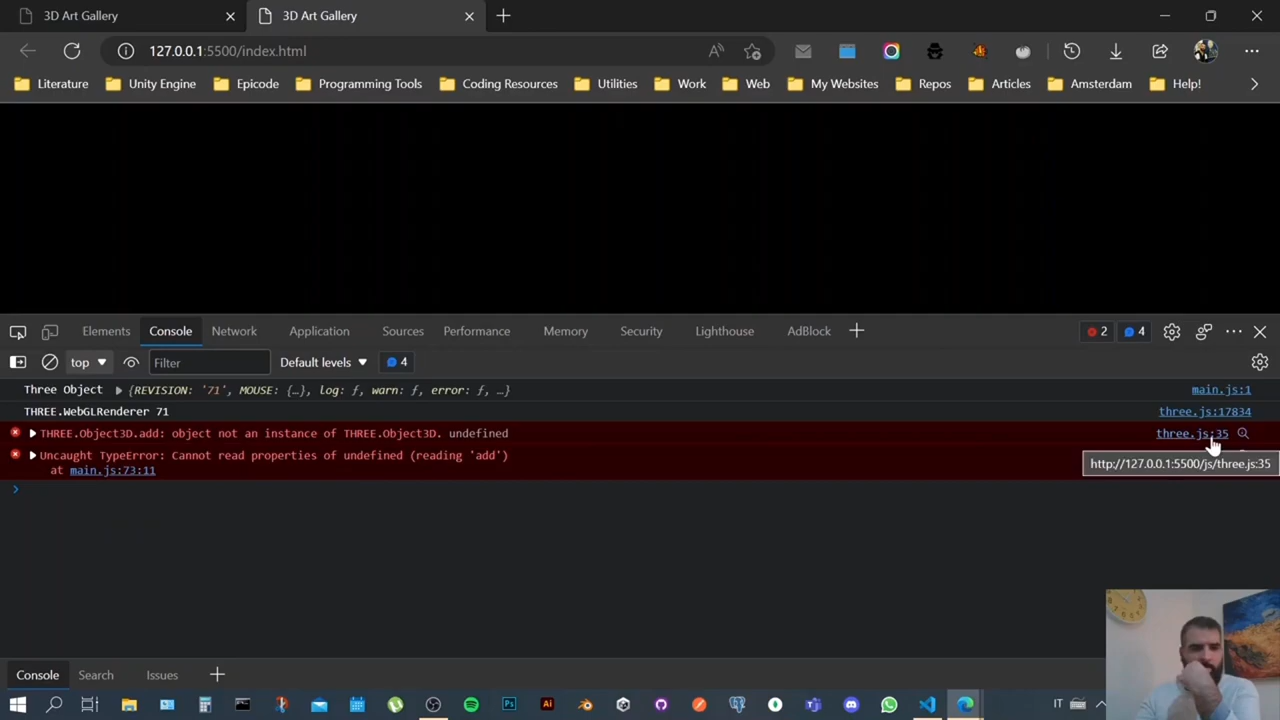 3D Art Gallery
3D Art Gallery
127.0.0.1:5500/index.html
Literature Unity Engine Epicode Programming Tools Coding Resources Utilities Work Web My Websites Repos Articles Amsterdam Help!
Elements Console Network Application Sources Performance Memory Security Lighthouse AdBlock 2 4
top Filter Default levels 4
Three Object {REVISION: '71', MOUSE: {…}, log: ƒ, warn: ƒ, error: ƒ, …} main.js:1
THREE.WebGLRenderer 71 three.js:17834
THREE.Object3D.add: object not an instance of THREE.Object3D. undefined three.js:35
Uncaught TypeError: Cannot read properties of undefined (reading 'add')
at main.js:73:11
http://127.0.0.1:5500/js/three.js:35
Console Search Issues
Ps Ai IT